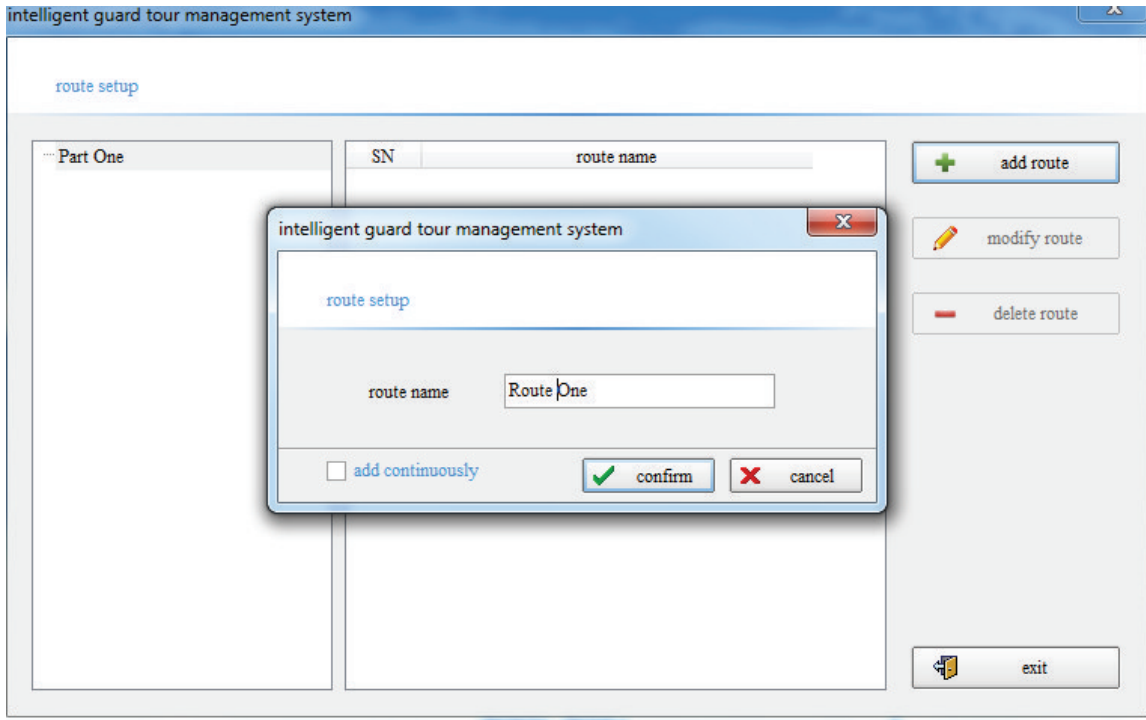 intelligent guard tour management system
route setup
Part One
SN route name
add route
modify route
delete route
intelligent guard tour management system
route setup
route name Route One
add continuously confirm cancel
exit